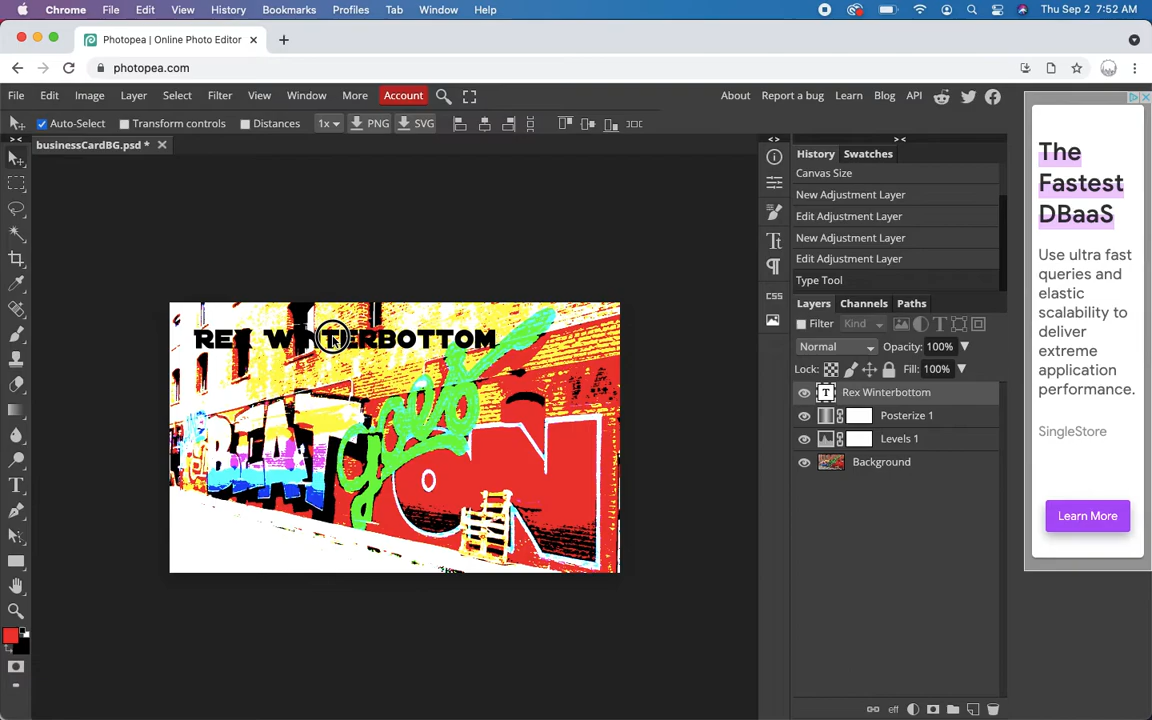 Chrome File Edit View History Bookmarks Profiles Tab Window Help Thu Sep 2 7:52 AM
Photopea | Online Photo Editor
photopea.com
File Edit Image Layer Select Filter View Window More Account About Report a bug Learn Blog API
Auto-Select Transform controls Distances 1x PNG SVG
businessCardBG.psd *
History Swatches
Canvas Size
New Adjustment Layer
Edit Adjustment Layer
New Adjustment Layer
Edit Adjustment Layer
Type Tool
CSS
Layers Channels Paths
Filter Kind
Normal Opacity: 100%
Lock: Fill: 100%
T Rex Winterbottom
Posterize 1
Levels 1
Background
eff
REX WINTERBOTTOM
BEAT
The
Fastest
DBaaS
Use ultra fast
queries and
elastic
scalability to
deliver
extreme
application
performance.
SingleStore
Learn More